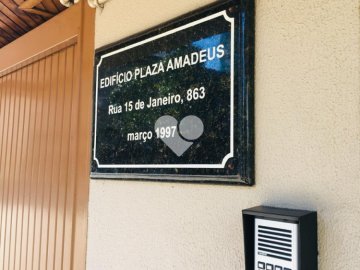 EDIFÍCIO PLAZA AMADEUS
Rua 15 de Janeiro, 863
março 1997